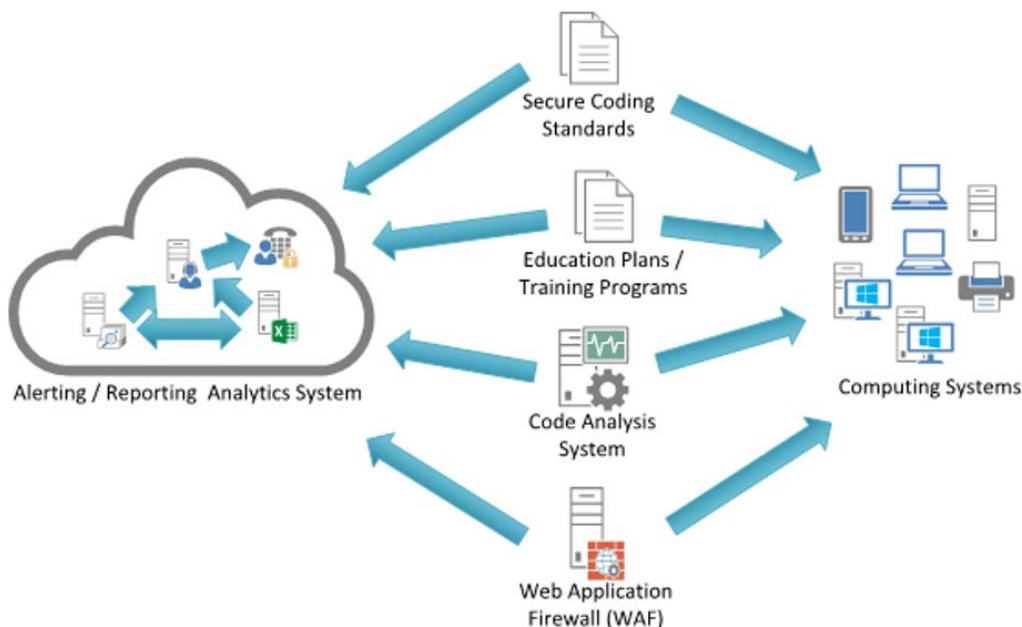 Secure Coding
Standards
Education Plans /
Training Programs
Alerting / Reporting Analytics System
Computing Systems
Code Analysis
System
Web Application
Firewall (WAF)